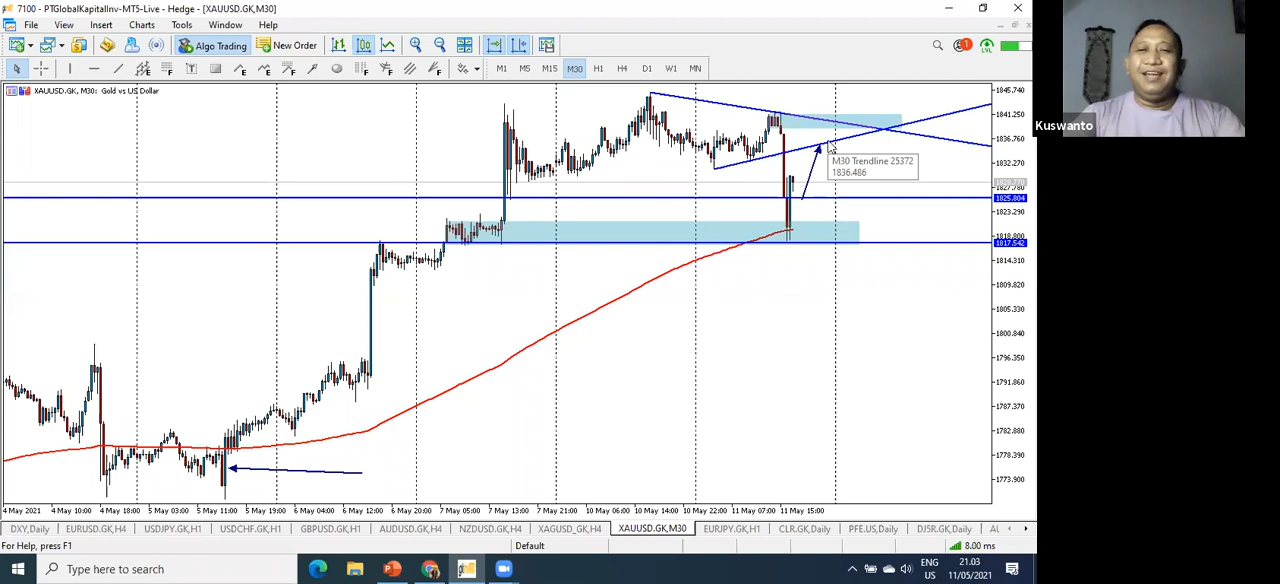 7100 - PTGlobalKapitalInv-MT5-Live - Hedge - [XAUUSD.GK,M30]
File View Insert Charts Tools Window Help
Algo Trading New Order
1
LVL
T M1 M5 M15 M30 H1 H4 D1 W1 MN
XAUUSD.GK, M30: Gold vs US Dollar
1845.740
1841.250
1836.760
1832.270
1827.780
1825.804
1823.290
1818.800
1817.542
1814.310
1809.820
1805.330
1800.840
1796.350
1791.860
1787.370
1782.880
1778.390
1773.900
M30 Trendline 25372
1836.486
4 May 2021 4 May 10:00 4 May 18:00 5 May 03:00 5 May 11:00 5 May 19:00 6 May 04:00 6 May 12:00 6 May 20:00 7 May 05:00 7 May 13:00 7 May 21:00 10 May 06:00 10 May 14:00 10 May 22:00 11 May 07:00 11 May 15:00
DXY,Daily EURUSD.GK,H4 USDJPY.GK,H1 USDCHF.GK,H1 GBPUSD.GK,H1 AUDUSD.GK,H4 NZDUSD.GK,H4 XAGUSD_GK,H4 XAUUSD.GK,M30 EURJPY.GK,H1 CLR.GK,Daily PFE.US,Daily DJ5R.GK,Daily
For Help, press F1 Default 8.00 ms
Type here to search
ENG
US
21.03
11/05/2021
Kuswanto